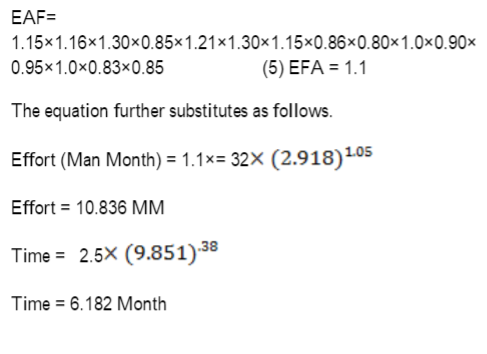 EAF=
1.15×1.16×1.30×0.85×1.21×1.30×1.15×0.86×0.80×1.0×0.90×
0.95×1.0×0.83×0.85 (5) EFA = 1.1
The equation further substitutes as follows.
Effort (Man Month) = 1.1×= 32× (2.918)^1.05
Effort = 10.836 MM
Time = 2.5× (9.851)^.38
Time = 6.182 Month